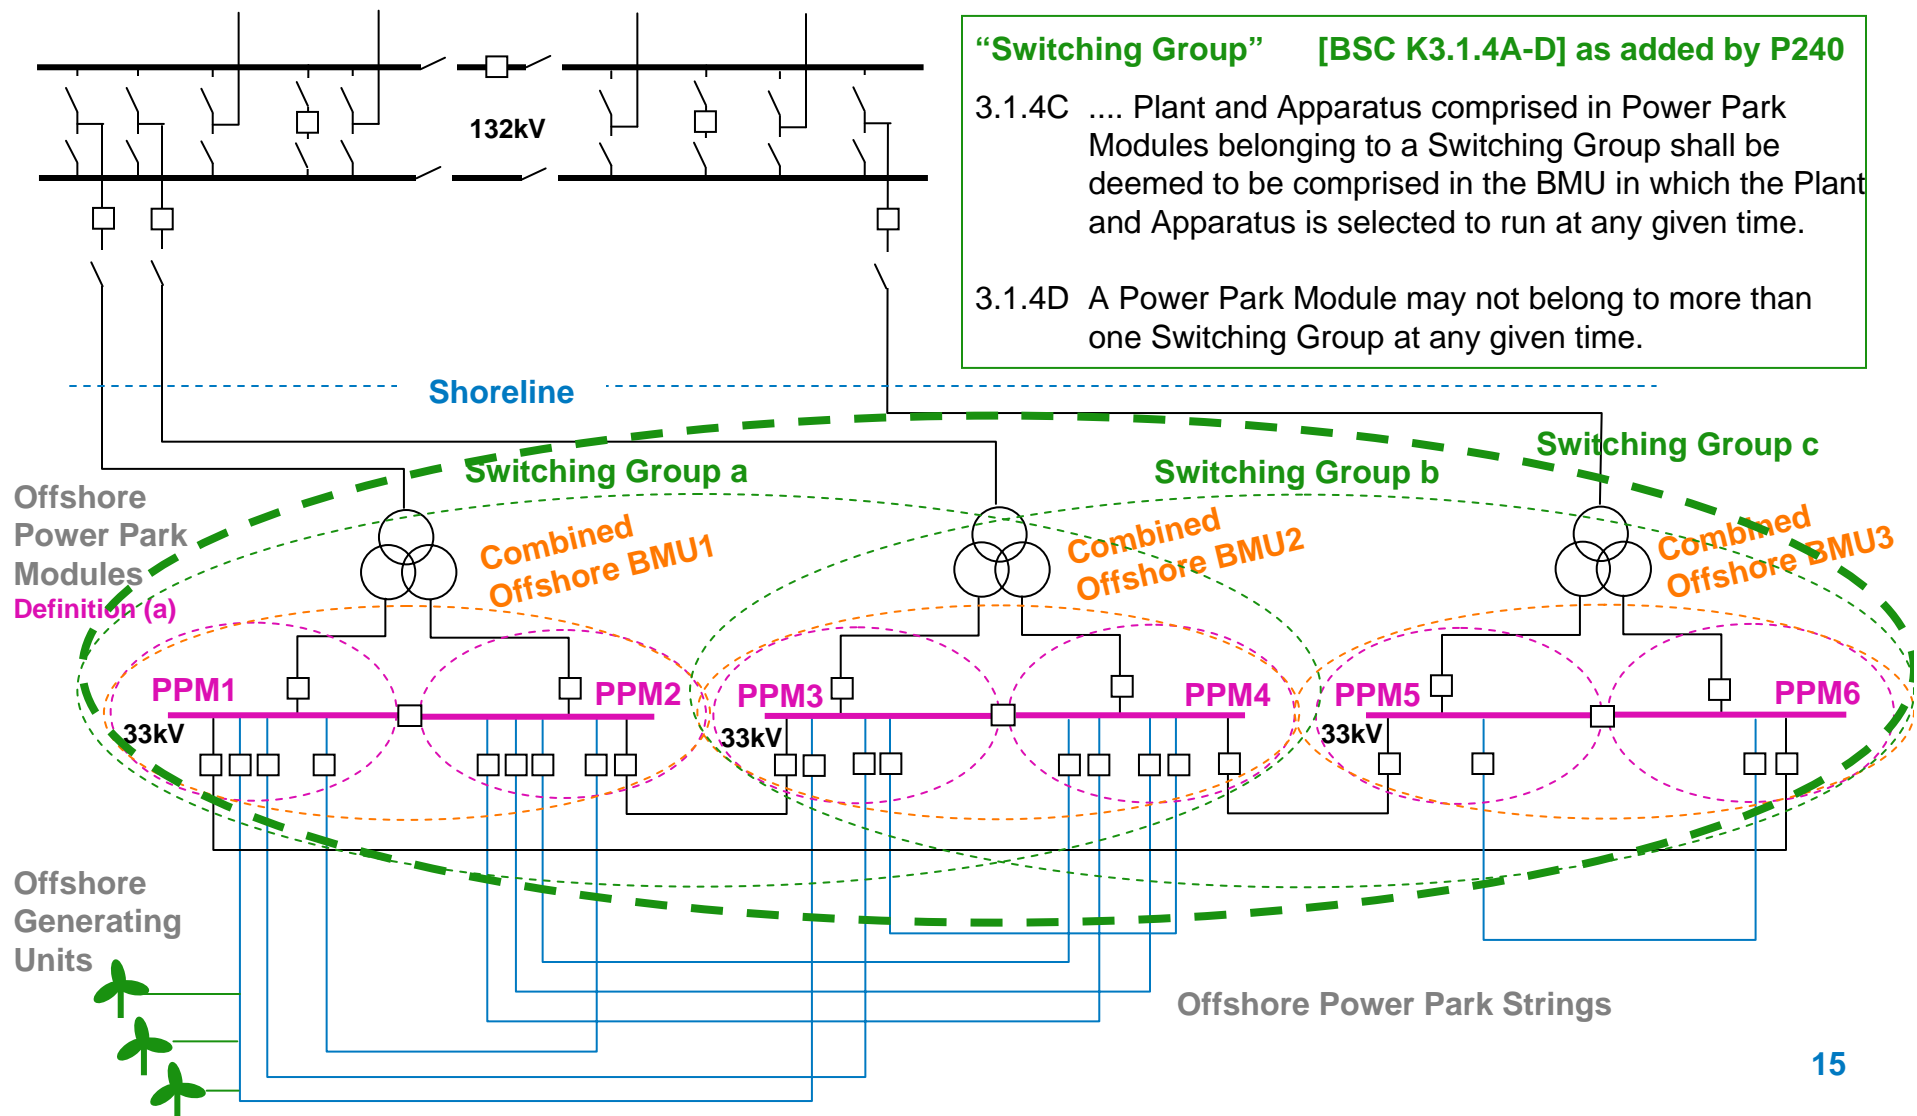 “Switching Group” [BSC K3.1.4A-D] as added by P240
3.1.4C .... Plant and Apparatus comprised in Power Park
Modules belonging to a Switching Group shall be
deemed to be comprised in the BMU in which the Plant
and Apparatus is selected to run at any given time.
3.1.4D A Power Park Module may not belong to more than
one Switching Group at any given time.
132kV
Shoreline
Switching Group a
Switching Group b
Switching Group c
Offshore
Power Park
Modules
Definition (a)
Combined
Offshore BMU1
Combined
Offshore BMU2
Combined
Offshore BMU3
PPM1
PPM2
PPM3
PPM4
PPM5
PPM6
33kV
33kV
33kV
Offshore
Generating
Units
Offshore Power Park Strings
15